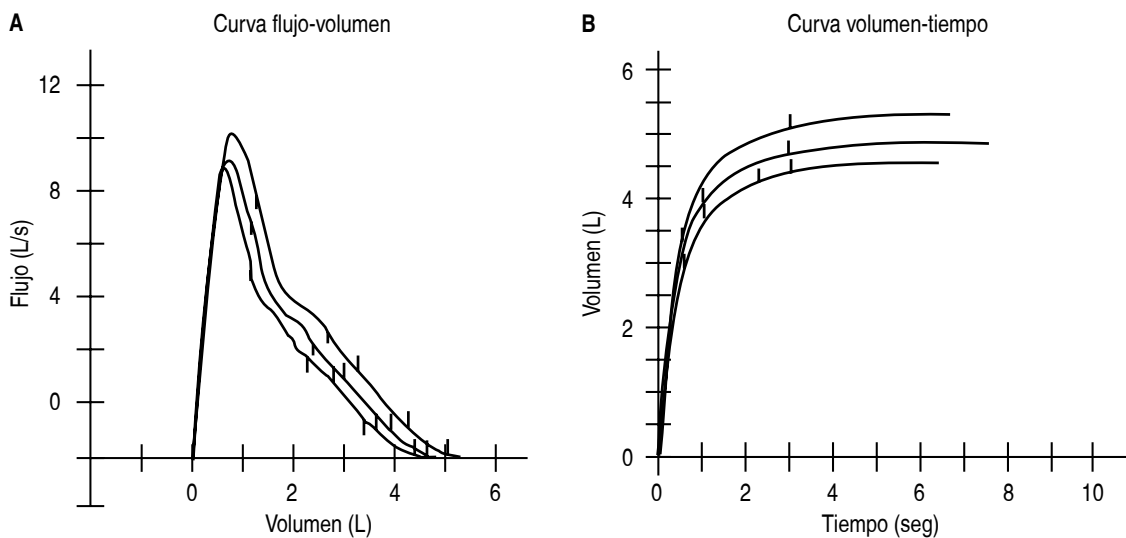 A
Curva flujo-volumen
12
8
4
0
Flujo (L/s)
0 2 4 6
Volumen (L)
B
Curva volumen-tiempo
6
4
2
0
Volumen (L)
0 2 4 6 8 10
Tiempo (seg)